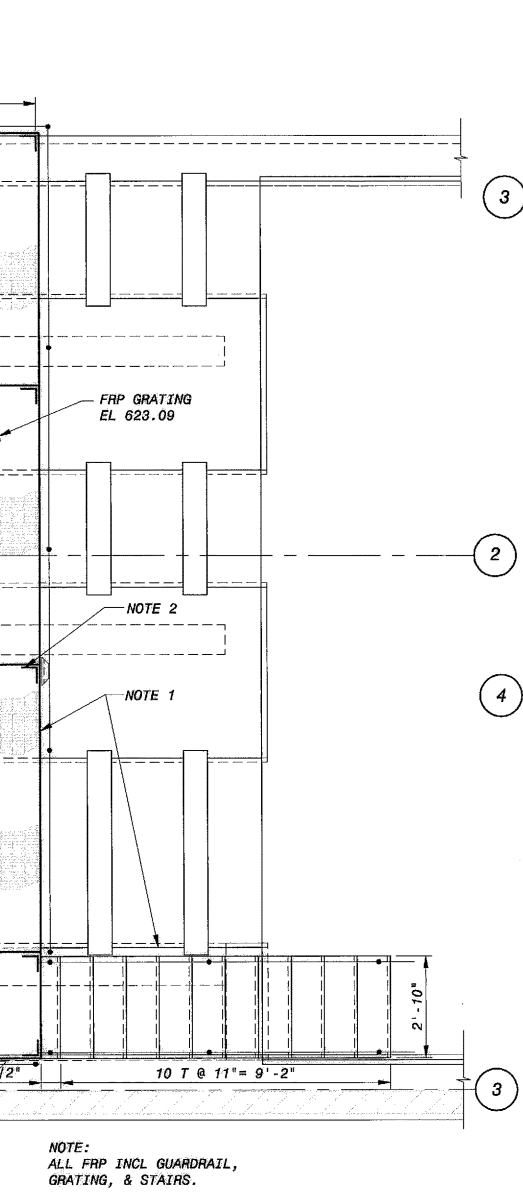 3
FRP GRATING
EL 623.09
2
NOTE 2
4
NOTE 1
2'-10"
/2"
10 T @ 11"= 9'-2"
3
NOTE:
ALL FRP INCL GUARDRAIL,
GRATING, & STAIRS.